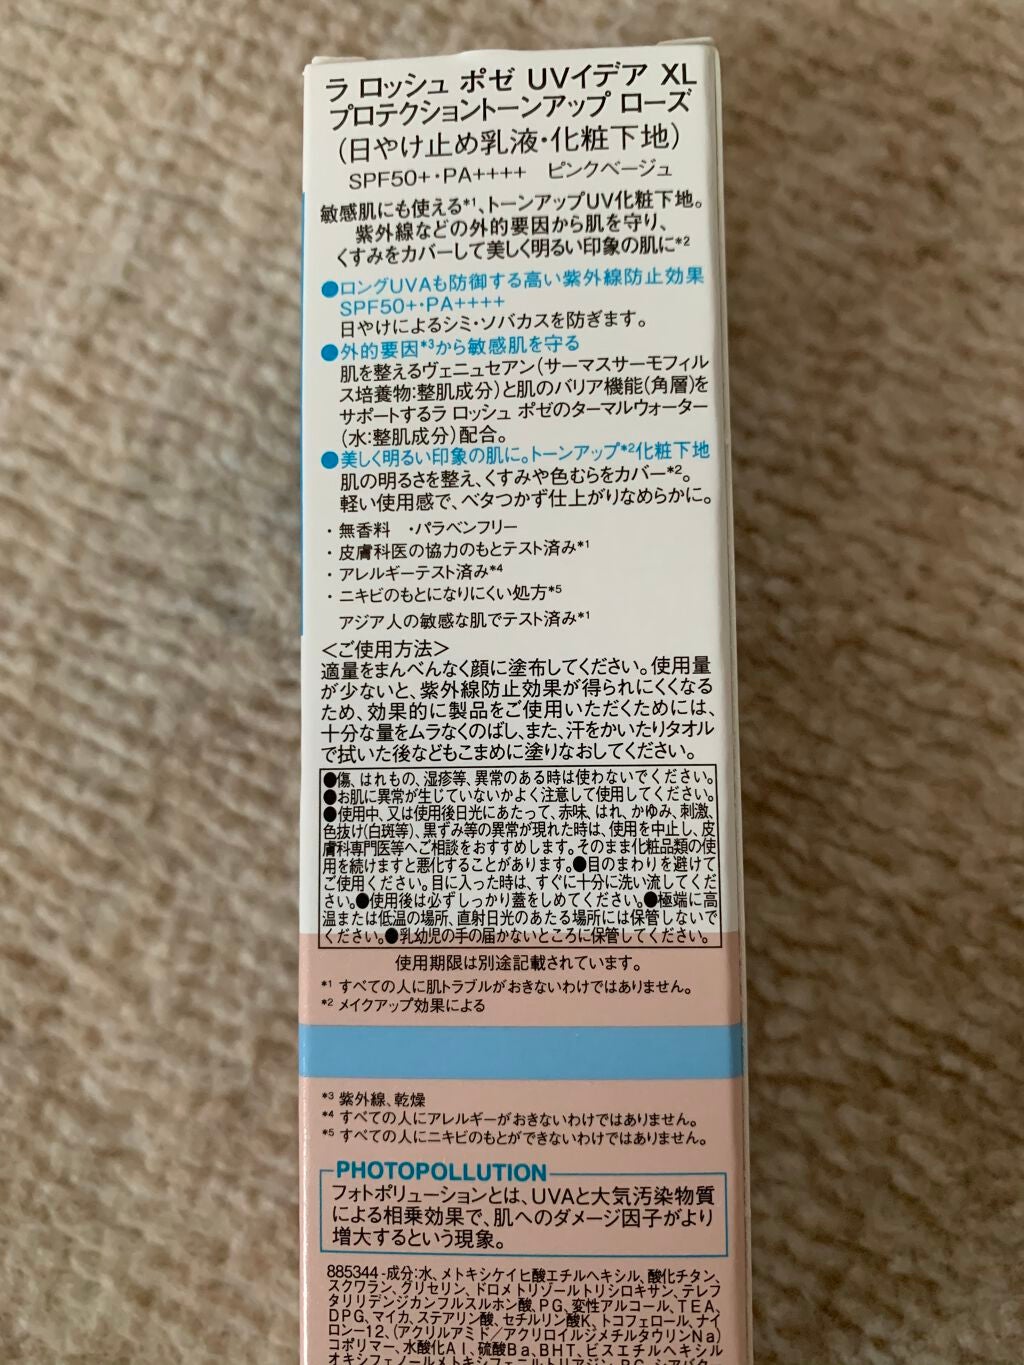 ラ ロッシュ ポゼ UVイデア XL
プロテクショントーンアップ ローズ
(日やけ止め乳液・化粧下地)
SPF50+・PA++++ ピンクベージュ
敏感肌にも使える*1、トーンアップUV化粧下地。
紫外線などの外的要因から肌を守り、
くすみをカバーして美しく明るい印象の肌に*2
●ロングUVAも防御する高い紫外線防止効果
SPF50+・PA++++
日やけによるシミ・ソバカスを防ぎます。
●外的要因*3から敏感肌を守る
肌を整えるヴェニュセアン(サーマスサーモフィル
ス培養物:整肌成分)と肌のバリア機能(角層)を
サポートするラ ロッシュ ポゼのターマルウォーター
(水:整肌成分)配合。
●美しく明るい印象の肌に。トーンアップ*2化粧下地
肌の明るさを整え、くすみや色むらをカバー*2。
軽い使用感で、ベタつかず仕上がりなめらかに。
・無香料 ・パラベンフリー
・皮膚科医の協力のもとテスト済み*1
・アレルギーテスト済み*4
・ニキビのもとになりにくい処方*5
アジア人の敏感な肌でテスト済み*1
＜ご使用方法＞
適量をまんべんなく顔に塗布してください。使用量
が少ないと、紫外線防止効果が得られにくくなる
ため、効果的に製品をご使用いただくためには、
十分な量をムラなくのばし、また、汗をかいたりタオル
で拭いた後などもこまめに塗りなおしてください。
●傷、はれもの、湿疹等、異常のある時は使わないでください。
●お肌に異常が生じていないかよく注意して使用してください。
●使用中、又は使用後日光にあたって、赤味、はれ、かゆみ、刺激、
色抜け(白斑等)、黒ずみ等の異常が現れた時は、使用を中止し、皮
膚科専門医等へご相談をおすすめします。そのまま化粧品類の使
用を続けますと悪化することがあります。●目のまわりを避けて
ご使用ください。目に入った時は、すぐに十分に洗い流してくだ
さい。●使用後は必ずしっかり蓋をしめてください。●極端に高
温または低温の場所、直射日光のあたる場所には保管しないで
ください。●乳幼児の手の届かないところに保管してください。
使用期限は別途記載されています。
*1 すべての人に肌トラブルがおきないわけではありません。
*2 メイクアップ効果による
*3 紫外線、乾燥
*4 すべての人にアレルギーがおきないわけではありません。
*5 すべての人にニキビのもとができないわけではありません。
PHOTOPOLLUTION
フォトポリューションとは、UVAと大気汚染物質
による相乗効果で、肌へのダメージ因子がより
増大するという現象。
885344-成分:水、メトキシケイヒ酸エチルヘキシル、酸化チタン、
スクワラン、グリセリン、ドロメトリゾールトリシロキサン、テレフ
タリリデンジカンフルスルホン酸、PG、変性アルコール、TEA、
DPG、マイカ、ステアリン酸、セチルリン酸K、トコフェロール、ナイ
ロン-12、(アクリルアミド/アクリロイルジメチルタウリンNa)
コポリマー、水酸化Al、硫酸Ba、BHT、ビスエチルヘキシル
オキシフェノールメトキシフェニルトリアジン